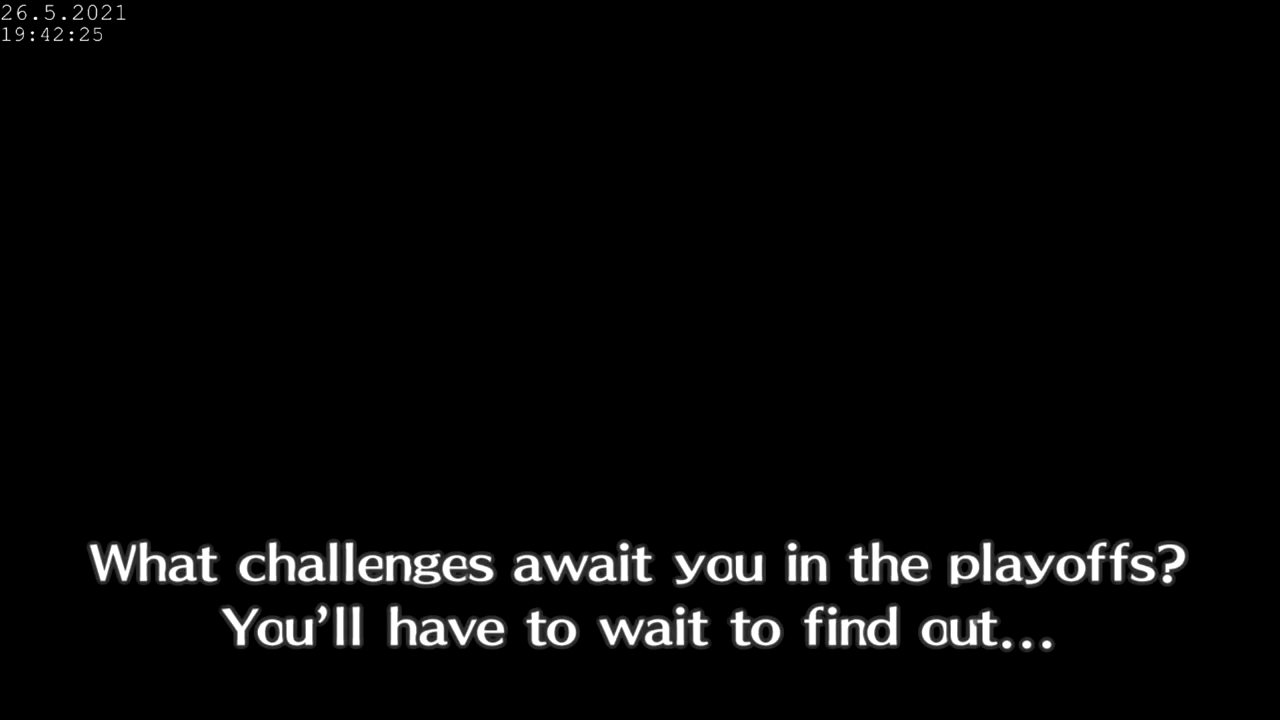 26.5.2021
19:42:25
What challenges await you in the playoffs?
You'll have to wait to find out...